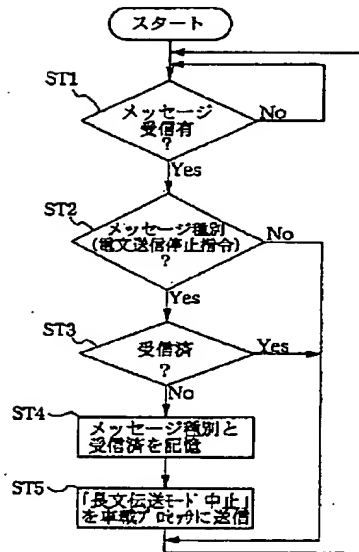 スタート
ST1
メッセージ
受信有
?
No
Yes
ST2
メッセージ種別
(電文送信停止指令)
?
No
Yes
ST3
受信済
?
Yes
No
ST4
メッセージ種別と
受信済を記憶
ST5
「長文伝送モード中止」
を車載プロセッサに送信